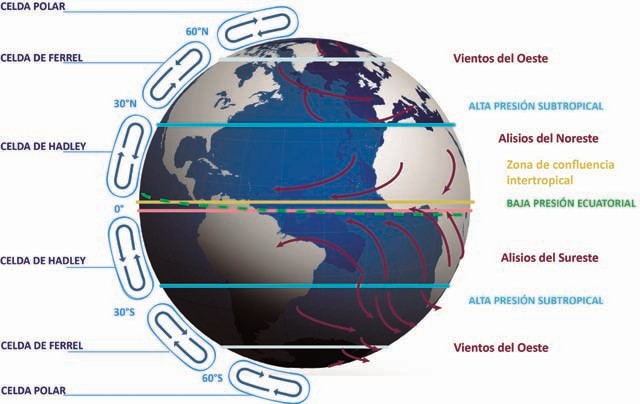 CELDA POLAR
60°N
CELDA DE FERREL
Vientos del Oeste
30°N
ALTA PRESIÓN SUBTROPICAL
CELDA DE HADLEY
Alisios del Noreste
Zona de confluencia
intertropical
0°
BAJA PRESIÓN ECUATORIAL
CELDA DE HADLEY
Alisios del Sureste
30°S
ALTA PRESIÓN SUBTROPICAL
CELDA DE FERREL
Vientos del Oeste
60°S
CELDA POLAR